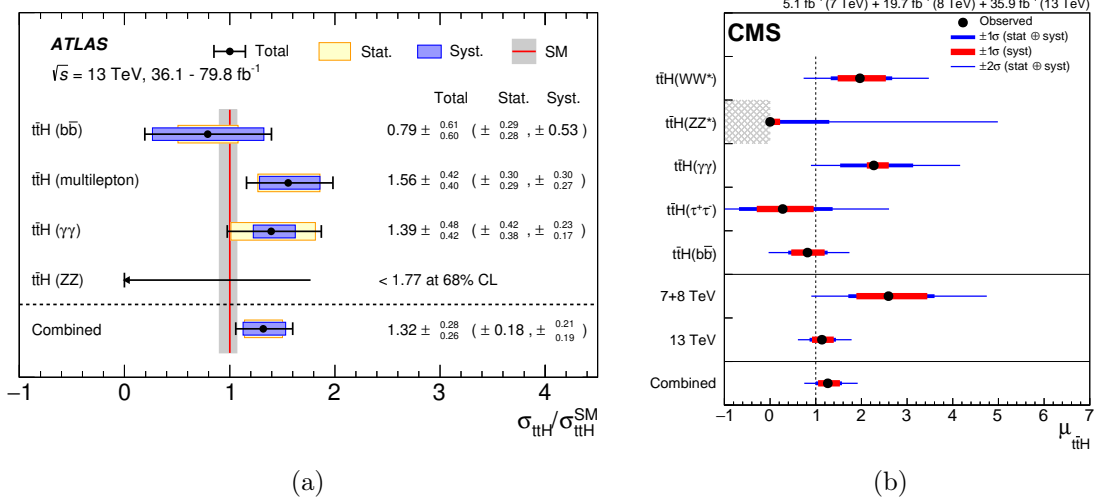 ATLAS
Total Stat. Syst. SM
√s = 13 TeV, 36.1 - 79.8 fb⁻¹
Total Stat. Syst.
tt̄H (bb̄) 0.79 ± 0.61 0.60 ( ± 0.29 0.28 , ± 0.53 )
tt̄H (multilepton) 1.56 ± 0.42 0.40 ( ± 0.30 0.29 , ± 0.30 0.27 )
tt̄H (γγ) 1.39 ± 0.48 0.42 ( ± 0.42 0.38 , ± 0.23 0.17 )
tt̄H (ZZ) < 1.77 at 68% CL
Combined 1.32 ± 0.28 0.26 ( ± 0.18 , ± 0.21 0.19 )
−1 0 1 2 3 4
σttH/σSMttH
(a)
5.1 fb⁻¹ (7 TeV) + 19.7 fb⁻¹ (8 TeV) + 35.9 fb⁻¹ (13 TeV)
CMS
Observed
±1σ (stat ⊕ syst)
±1σ (syst)
±2σ (stat ⊕ syst)
tt̄H(WW*)
tt̄H(ZZ*)
tt̄H(γγ)
tt̄H(τ⁺τ⁻)
tt̄H(bb̄)
7+8 TeV
13 TeV
Combined
−1 0 1 2 3 4 5 6 7
μtt̄H
(b)